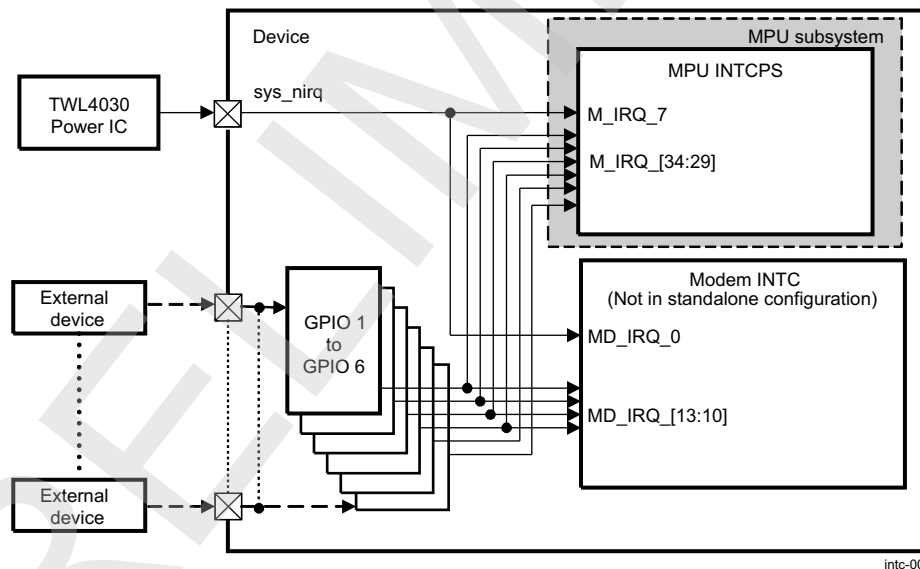 Device
MPU subsystem
MPU INTCPS
TWL4030
Power IC
sys_nirq
M_IRQ_7
M_IRQ_[34:29]
External
device
GPIO 1
to
GPIO 6
Modem INTC
(Not in standalone configuration)
MD_IRQ_0
MD_IRQ_[13:10]
External
device